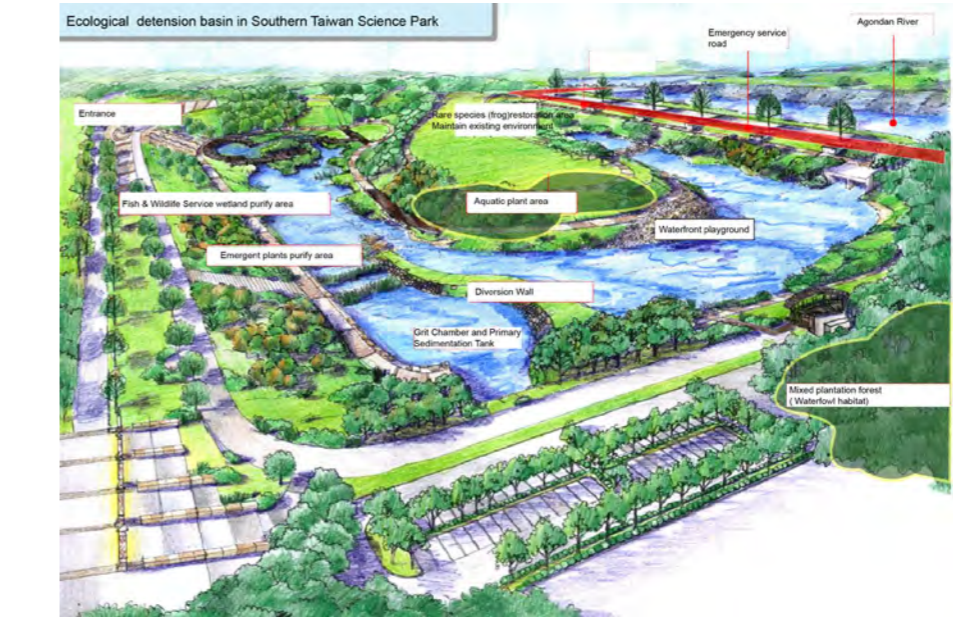 Ecological detension basin in Southern Taiwan Science Park
Agondan River
Emergency service
road
Entrance
Rare species (frog)restoration area
Maintain existing environment
Fish & Wildlife Service wetland purify area
Aquatic plant area
Waterfront playground
Emergent plants purify area
Diversion Wall
Grit Chamber and Primary
Sedimentation Tank
Mixed plantation forest
( Waterfowl habitat)